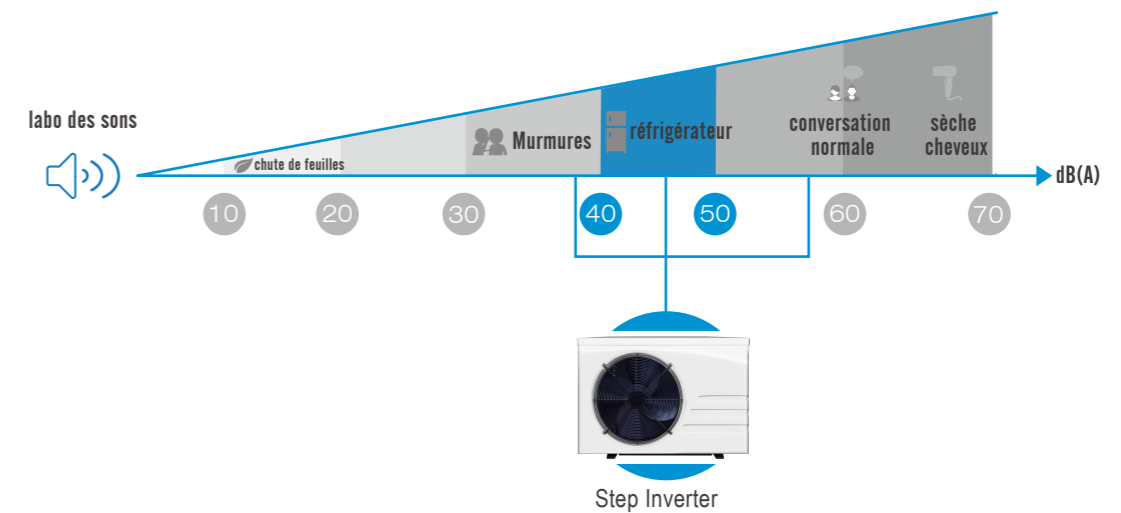 labo des sons
chute de feuilles
Murmures
réfrigérateur
conversation
normale
sèche
cheveux
dB(A)
10 20 30 40 50 60 70
Step Inverter